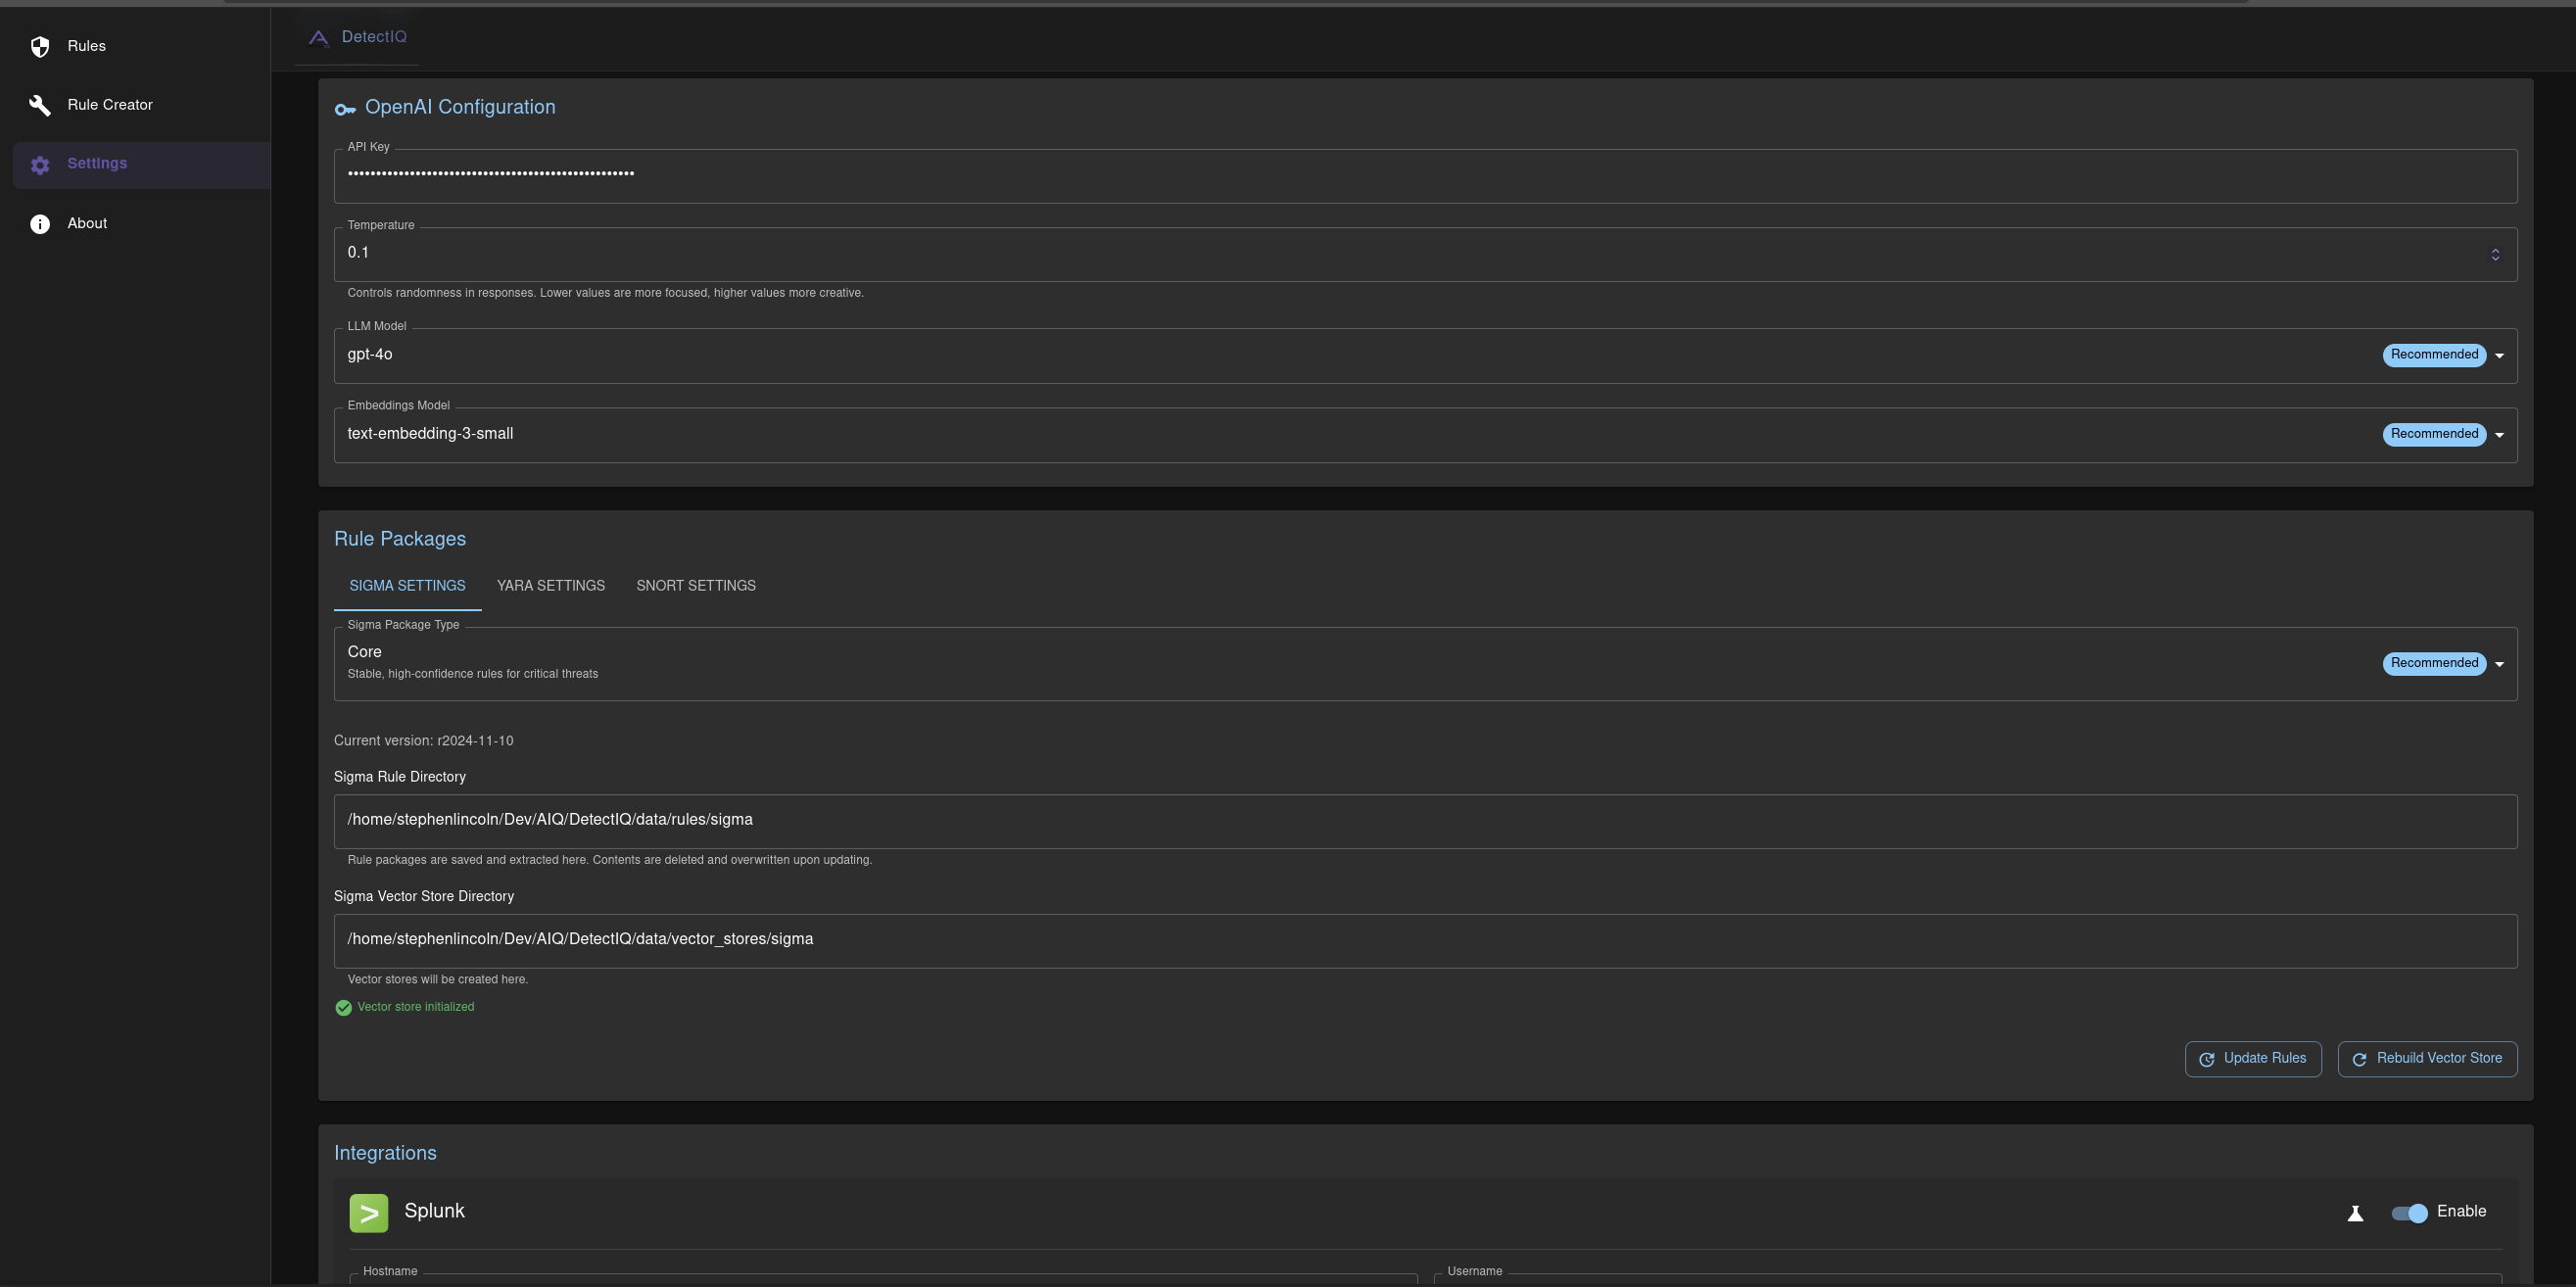 Rules
Rule Creator
Settings
About
DetectIQ
OpenAI Configuration
API Key
••••••••••••••••••••••••••••••••••••••••••••••••••••
Temperature
0.1
Controls randomness in responses. Lower values are more focused, higher values more creative.
LLM Model
gpt-4o Recommended
Embeddings Model
text-embedding-3-small Recommended
Rule Packages
SIGMA SETTINGS YARA SETTINGS SNORT SETTINGS
Sigma Package Type
Core
Stable, high-confidence rules for critical threats
Recommended
Current version: r2024-11-10
Sigma Rule Directory
/home/stephenlincoln/Dev/AIQ/DetectIQ/data/rules/sigma
Rule packages are saved and extracted here. Contents are deleted and overwritten upon updating.
Sigma Vector Store Directory
/home/stephenlincoln/Dev/AIQ/DetectIQ/data/vector_stores/sigma
Vector stores will be created here.
Vector store initialized
Update Rules Rebuild Vector Store
Integrations
Splunk Enable
Hostname Username